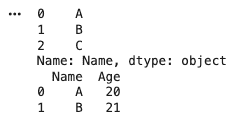 ... 0    A
1    B
2    C
Name: Name, dtype: object
  Name  Age
0    A   20
1    B   21